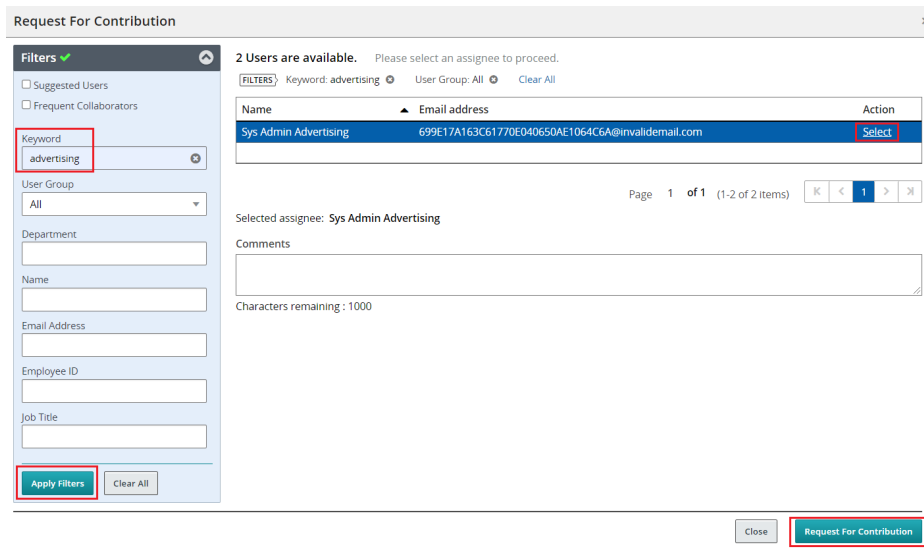 Request For Contribution
Filters
Suggested Users
Frequent Collaborators
Keyword
advertising
User Group
All
Department
Name
Email Address
Employee ID
Job Title
Apply Filters Clear All
2 Users are available. Please select an assignee to proceed.
FILTERS Keyword: advertising User Group: All Clear All
Name Email address Action
Sys Admin Advertising 699E17A163C61770E040650AE1064C6A@invalidemail.com Select
Page 1 of 1 (1-2 of 2 items) 1
Selected assignee: Sys Admin Advertising
Comments
Characters remaining : 1000
Close Request For Contribution